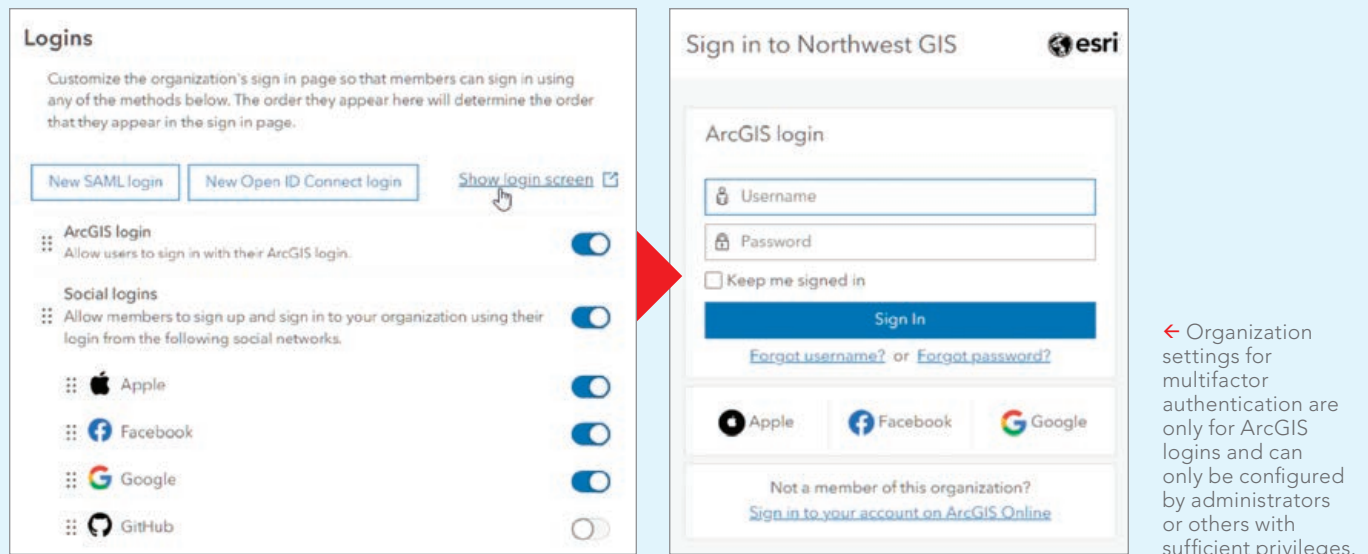 Logins
Customize the organization's sign in page so that members can sign in using
any of the methods below. The order they appear here will determine the order
that they appear in the sign in page.
New SAML login
New Open ID Connect login
Show login screen
ArcGIS login
Allow users to sign in with their ArcGIS login.
Social logins
Allow members to sign up and sign in to your organization using their
login from the following social networks.
Apple
Facebook
Google
GitHub
Sign in to Northwest GIS
esri
ArcGIS login
Username
Password
Keep me signed in
Sign In
Forgot username? or Forgot password?
Apple
Facebook
Google
Not a member of this organization?
Sign in to your account on ArcGIS Online
← Organization
settings for
multifactor
authentication are
only for ArcGIS
logins and can
only be configured
by administrators
or others with
sufficient privileges.